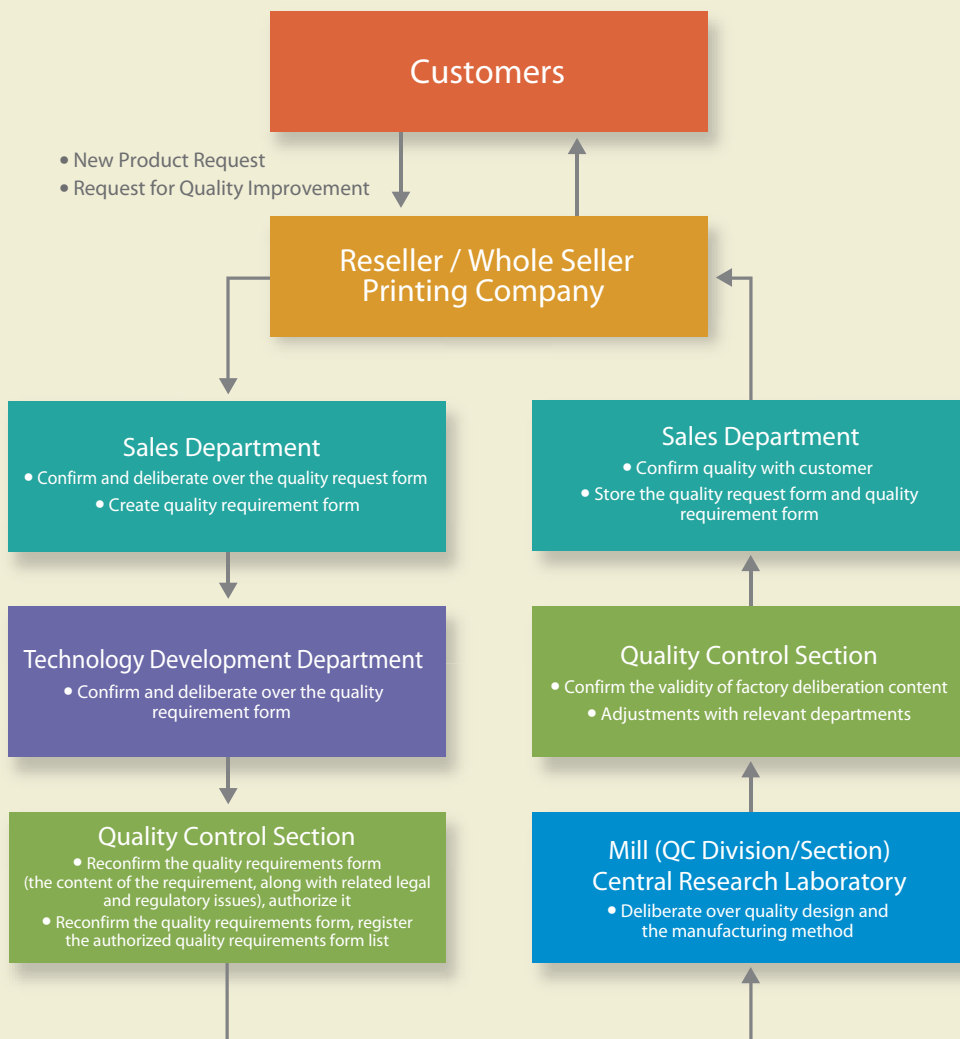 Customers
• New Product Request
• Request for Quality Improvement
Reseller / Whole Seller
Printing Company
Sales Department
• Confirm and deliberate over the quality request form
• Create quality requirement form
Technology Development Department
• Confirm and deliberate over the quality
requirement form
Quality Control Section
• Reconfirm the quality requirements form
(the content of the requirement, along with related legal
and regulatory issues), authorize it
• Reconfirm the quality requirements form, register
the authorized quality requirements form list
Sales Department
• Confirm quality with customer
• Store the quality request form and quality
requirement form
Quality Control Section
• Confirm the validity of factory deliberation content
• Adjustments with relevant departments
Mill (QC Division/Section)
Central Research Laboratory
• Deliberate over quality design and
the manufacturing method